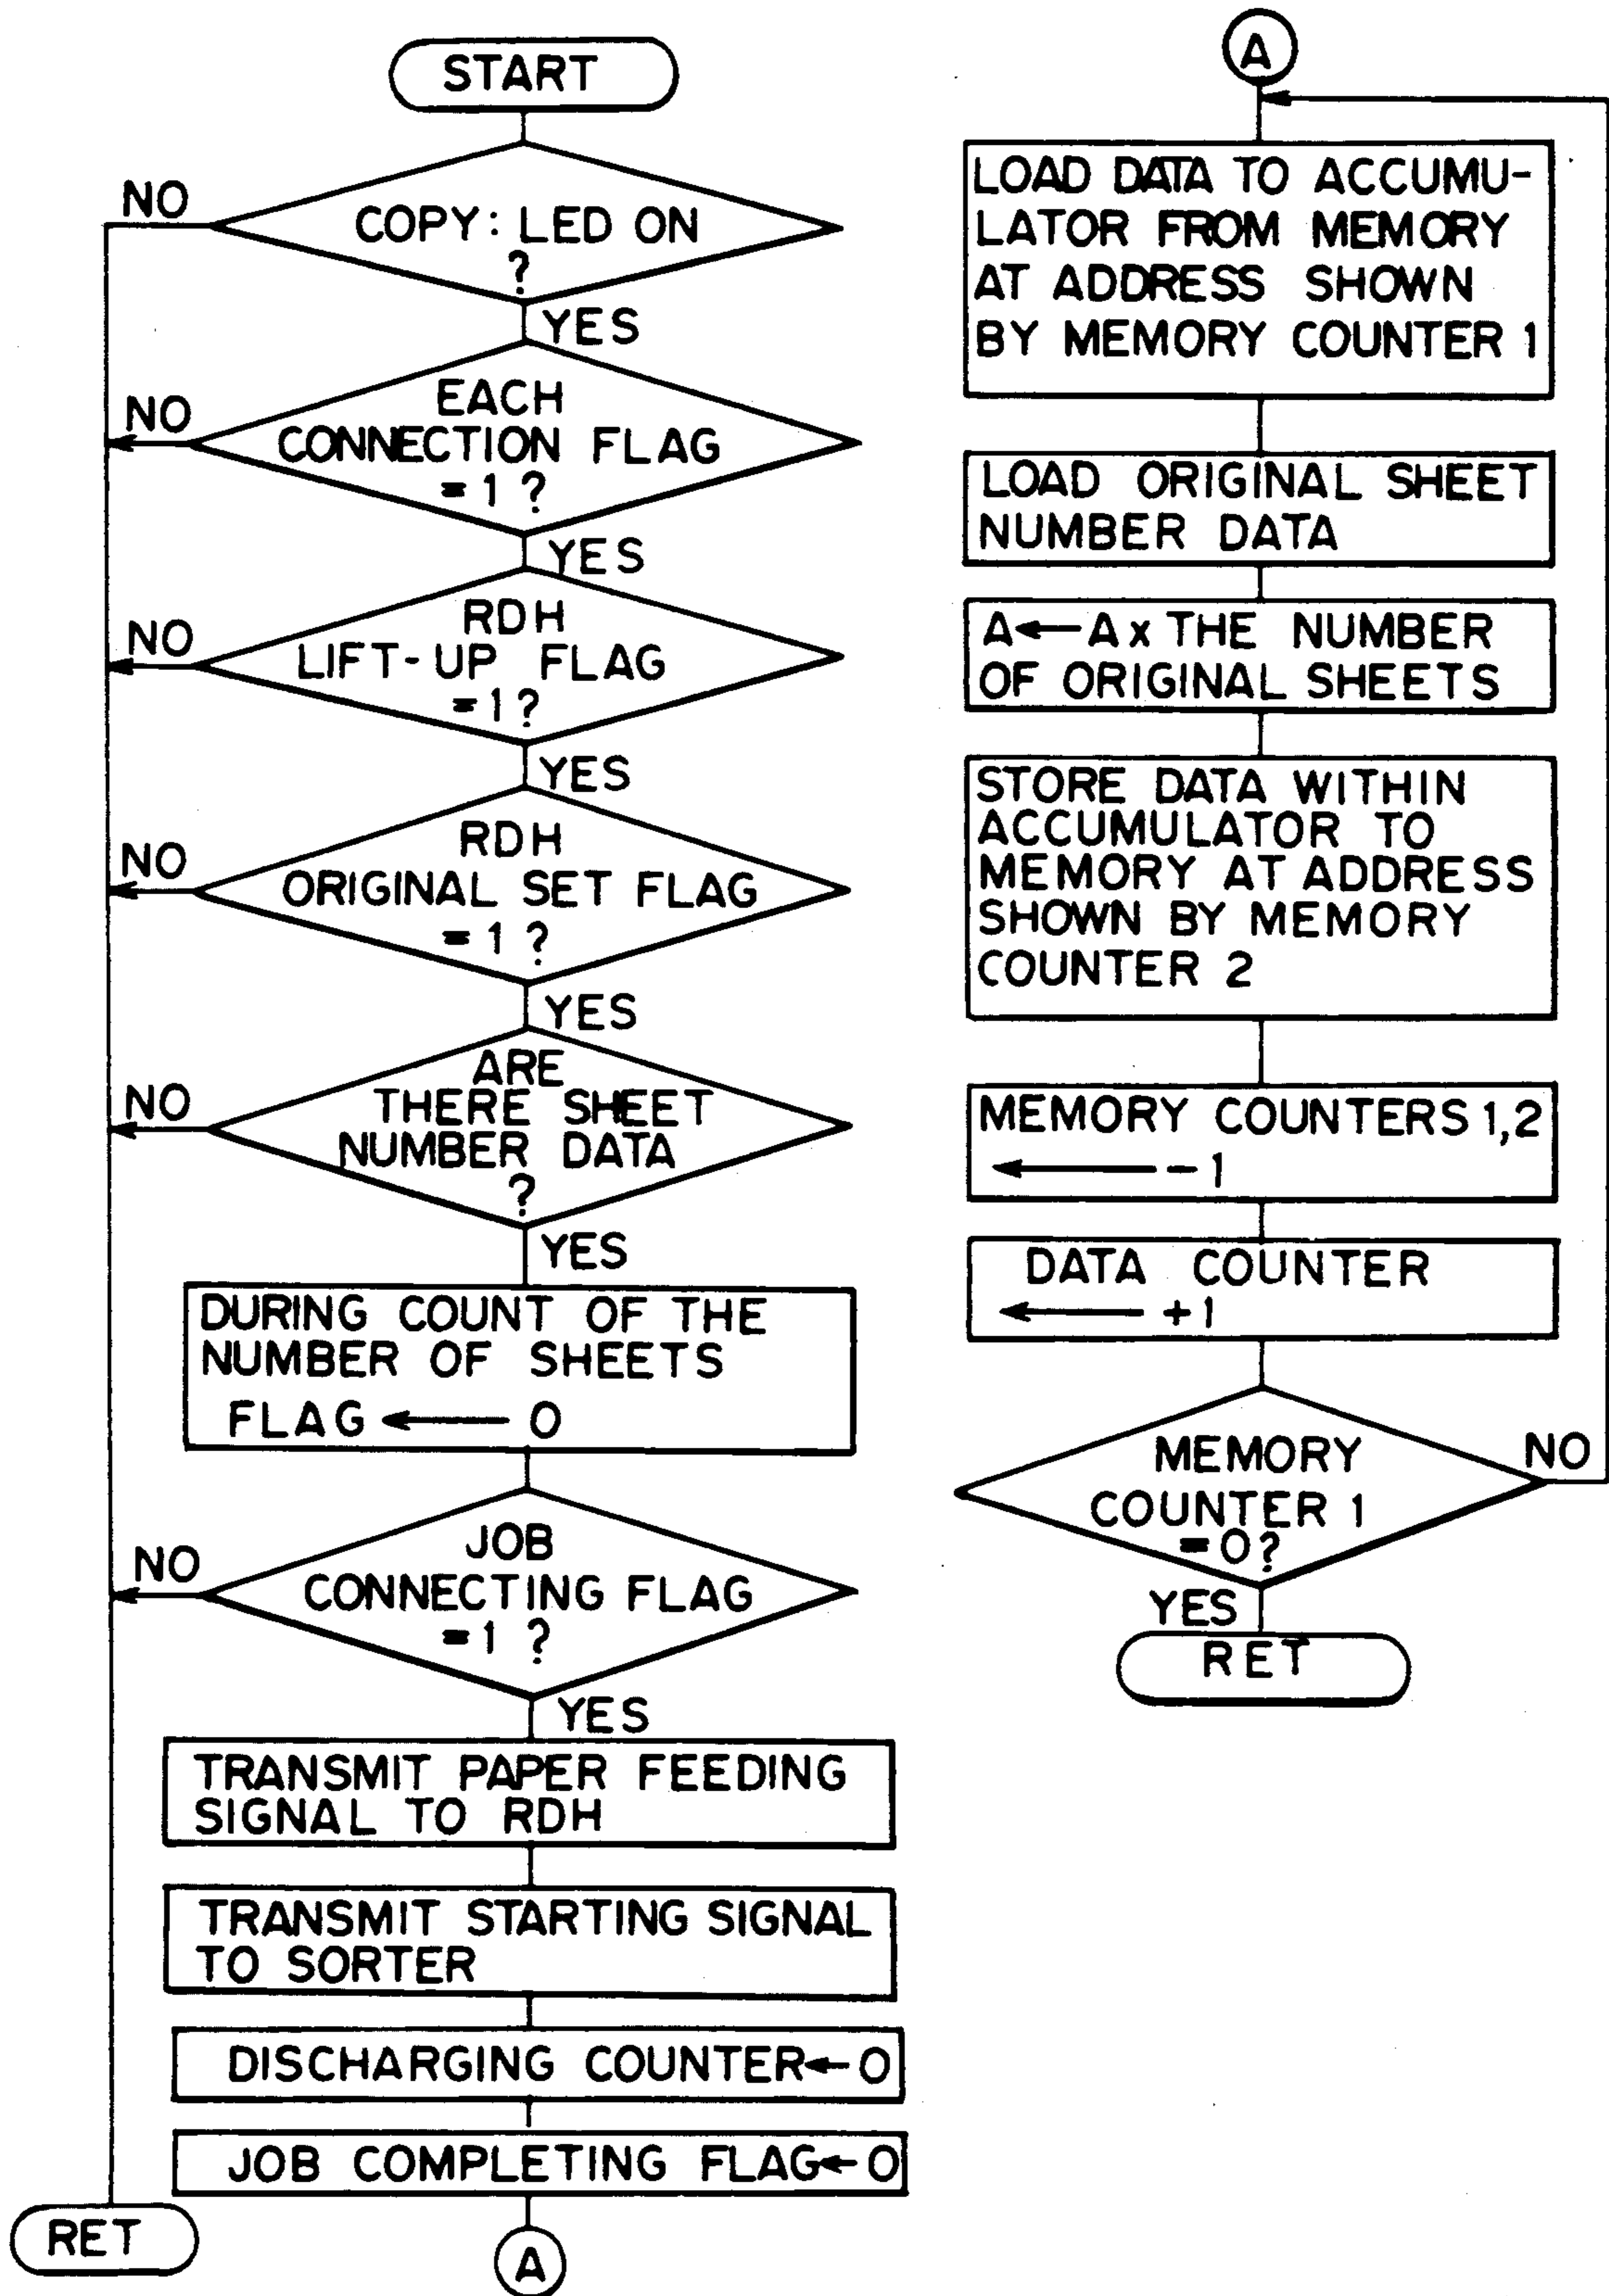 START
COPY: LED ON
?
NO
YES
EACH
CONNECTION FLAG
= 1 ?
NO
YES
RDH
LIFT-UP FLAG
= 1 ?
NO
YES
RDH
ORIGINAL SET FLAG
= 1 ?
NO
YES
ARE
THERE SHEET
NUMBER DATA
?
NO
YES
DURING COUNT OF THE
NUMBER OF SHEETS
FLAG ← 0
JOB
CONNECTING FLAG
= 1 ?
NO
YES
TRANSMIT PAPER FEEDING
SIGNAL TO RDH
TRANSMIT STARTING SIGNAL
TO SORTER
DISCHARGING COUNTER ← 0
JOB COMPLETING FLAG ← 0
RET
A
A
LOAD DATA TO ACCUMU-
LATOR FROM MEMORY
AT ADDRESS SHOWN
BY MEMORY COUNTER 1
LOAD ORIGINAL SHEET
NUMBER DATA
A ← A x THE NUMBER
OF ORIGINAL SHEETS
STORE DATA WITHIN
ACCUMULATOR TO
MEMORY AT ADDRESS
SHOWN BY MEMORY
COUNTER 2
MEMORY COUNTERS 1,2
← -1
DATA COUNTER
← +1
MEMORY
COUNTER 1
= 0 ?
NO
YES
RET